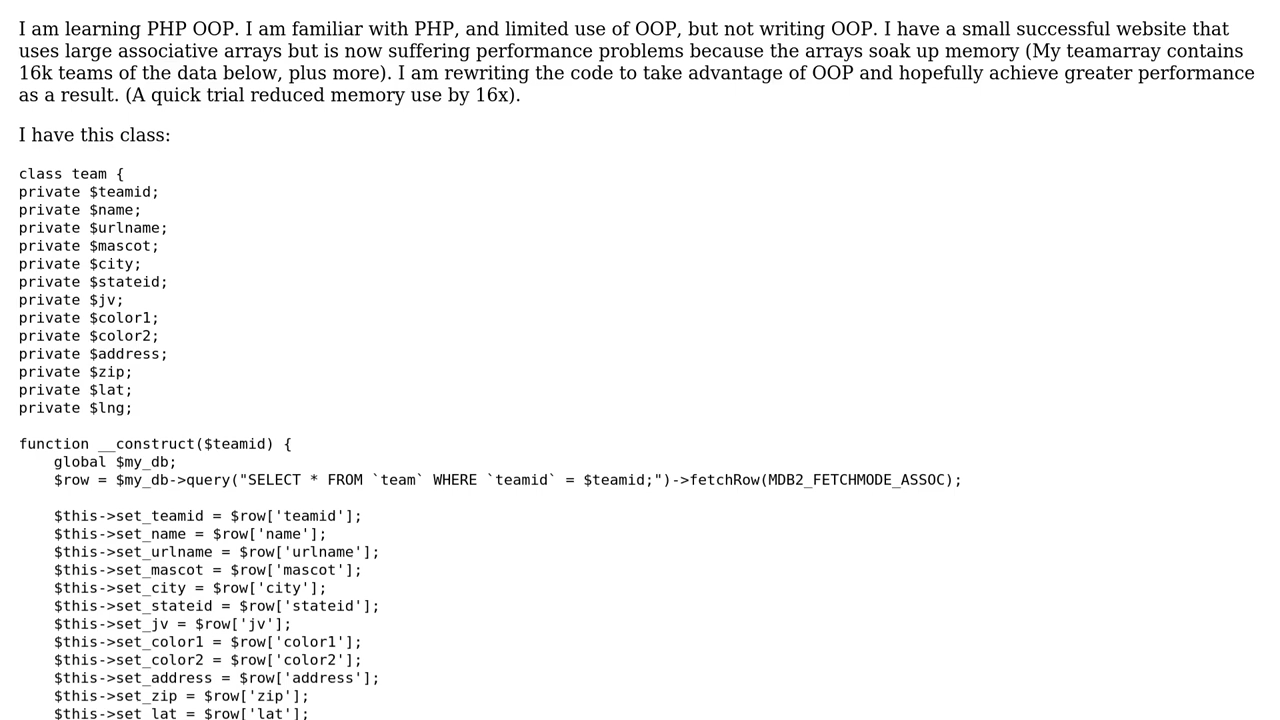 I am learning PHP OOP. I am familiar with PHP, and limited use of OOP, but not writing OOP. I have a small successful website that
uses large associative arrays but is now suffering performance problems because the arrays soak up memory (My teamarray contains
16k teams of the data below, plus more). I am rewriting the code to take advantage of OOP and hopefully achieve greater performance
as a result. (A quick trial reduced memory use by 16x).
I have this class:
class team {
private $teamid;
private $name;
private $urlname;
private $mascot;
private $city;
private $stateid;
private $jv;
private $color1;
private $color2;
private $address;
private $zip;
private $lat;
private $lng;
function __construct($teamid) {
    global $my_db;
    $row = $my_db->query("SELECT * FROM `team` WHERE `teamid` = $teamid;")->fetchRow(MDB2_FETCHMODE_ASSOC);
    $this->set_teamid = $row['teamid'];
    $this->set_name = $row['name'];
    $this->set_urlname = $row['urlname'];
    $this->set_mascot = $row['mascot'];
    $this->set_city = $row['city'];
    $this->set_stateid = $row['stateid'];
    $this->set_jv = $row['jv'];
    $this->set_color1 = $row['color1'];
    $this->set_color2 = $row['color2'];
    $this->set_address = $row['address'];
    $this->set_zip = $row['zip'];
    $this->set_lat = $row['lat'];